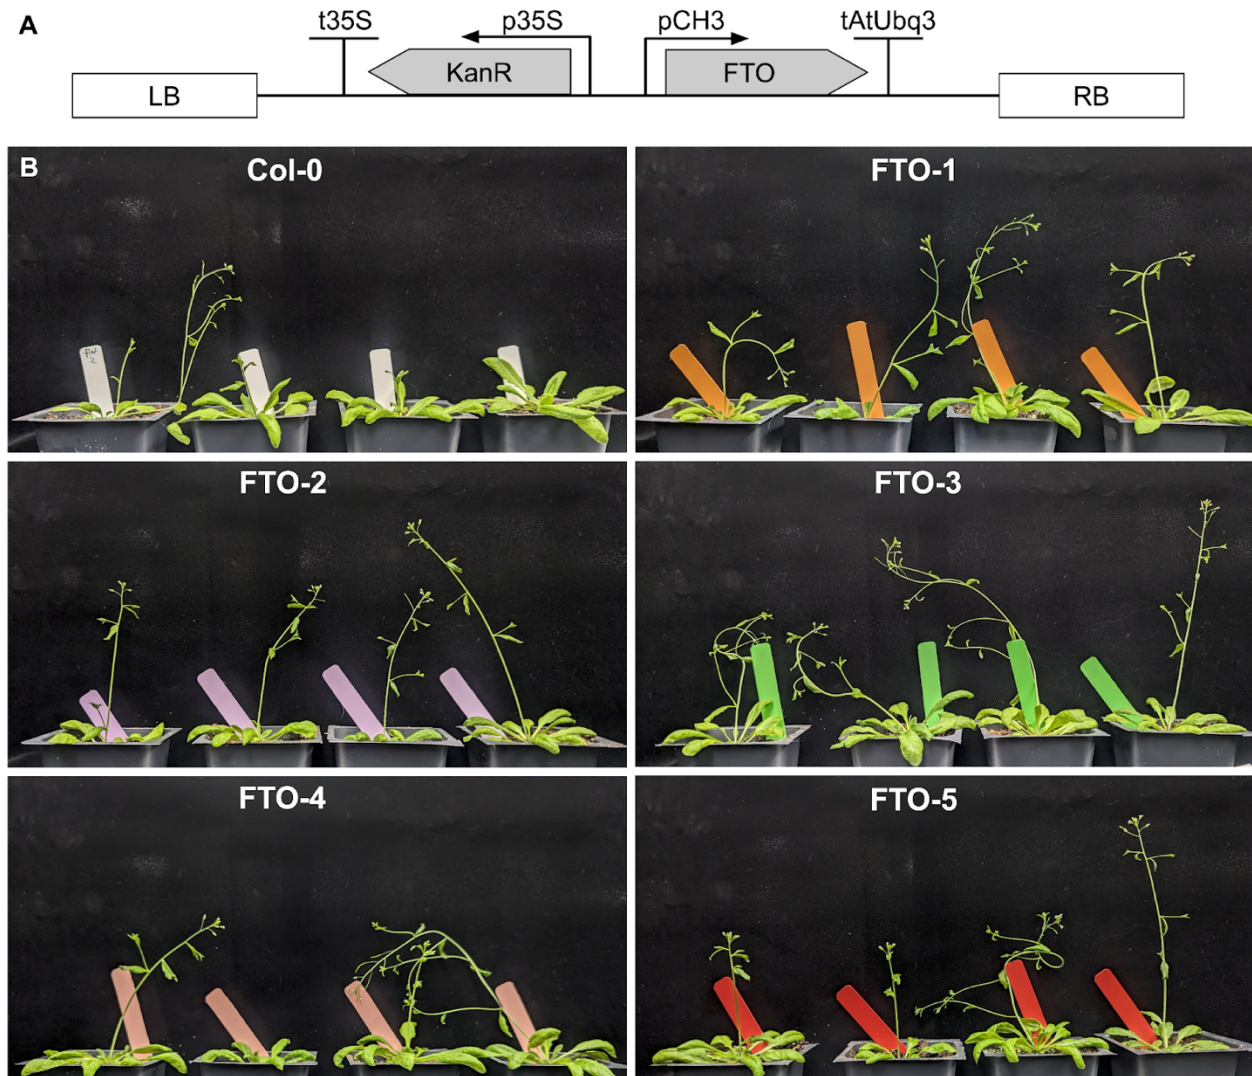 A
t35S
p35S
pCH3
tAtUbq3
LB
KanR
FTO
RB
B
Col-0
FTO-1
FTO-2
FTO-3
FTO-4
FTO-5